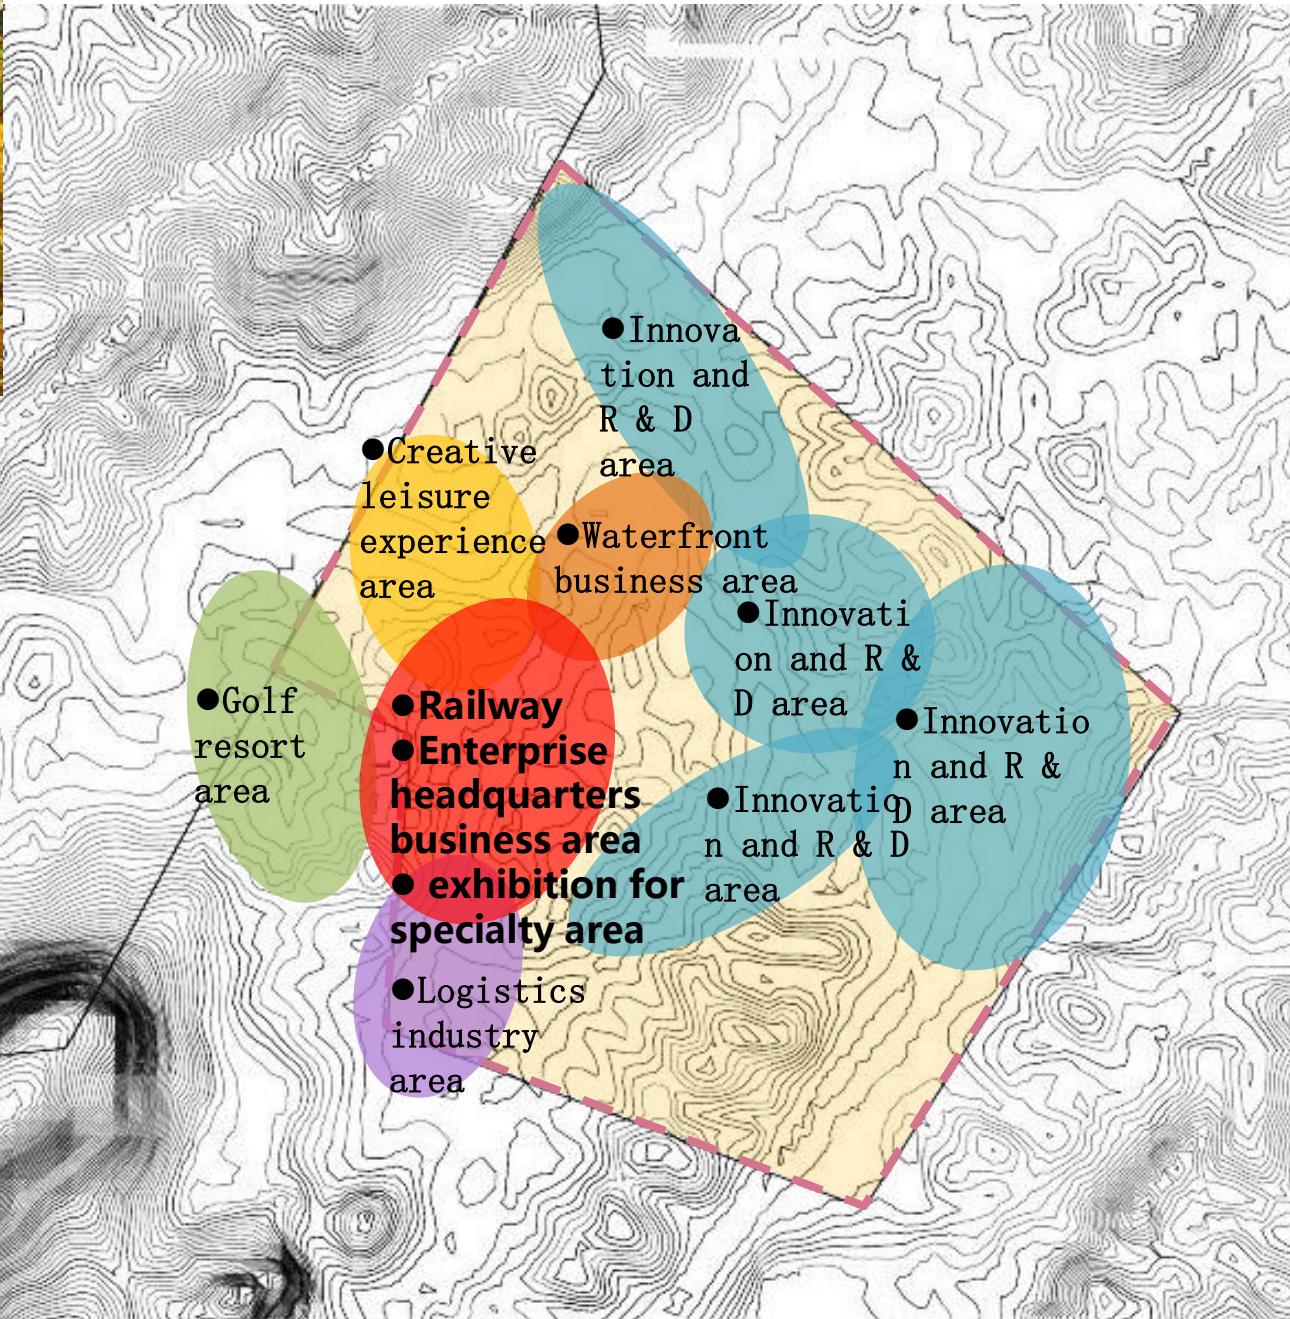 ●Innova
tion and
R & D
area
●Creative
leisure
experience
area
●Waterfront
business area
●Innovati
on and R &
D area
●Golf
resort
area
●Railway
●Enterprise
headquarters
business area
● exhibition for
specialty area
●Innovatio
n and R &
D area
●Innovatio
n and R & D
area
●Logistics
industry
area